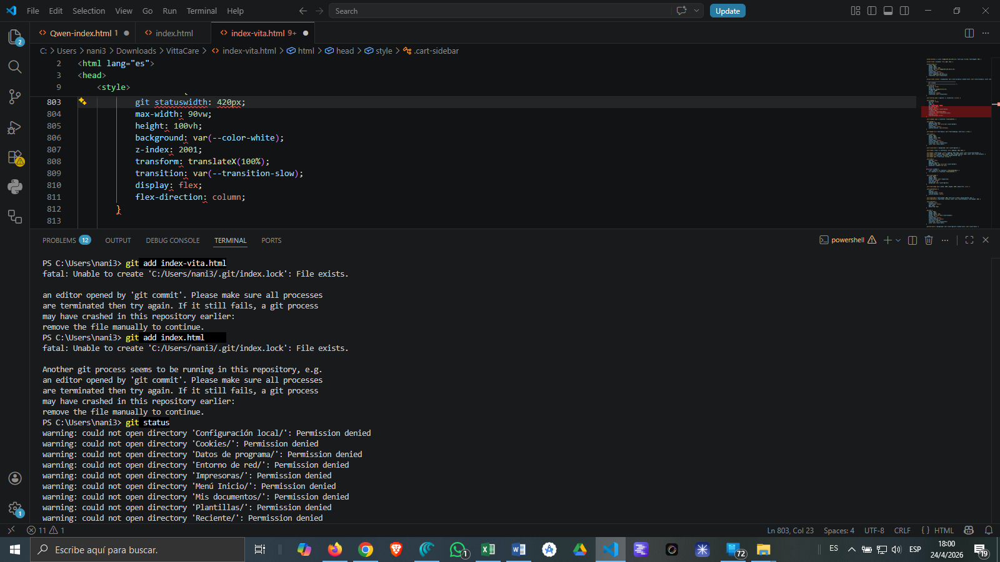 File Edit Selection View Go Run Terminal Help
Search
Update
Qwen-index.html 1
index.html
index-vita.html 9+
C: > Users > nani3 > Downloads > VittaCare > index-vita.html > html > head > style > .cart-sidebar
2 <html lang="es">
3 <head>
9 <style>
803 git statuswidth: 420px;
804 max-width: 90vw;
805 height: 100vh;
806 background: var(--color-white);
807 z-index: 2001;
808 transform: translateX(100%);
809 transition: var(--transition-slow);
810 display: flex;
811 flex-direction: column;
812 }
813
PROBLEMS 12 OUTPUT DEBUG CONSOLE TERMINAL PORTS
powershell
PS C:\Users\nani3> git add index-vita.html
fatal: Unable to create 'C:/Users/nani3/.git/index.lock': File exists.
an editor opened by 'git commit'. Please make sure all processes
are terminated then try again. If it still fails, a git process
may have crashed in this repository earlier:
remove the file manually to continue.
PS C:\Users\nani3> git add index.html
fatal: Unable to create 'C:/Users/nani3/.git/index.lock': File exists.
Another git process seems to be running in this repository, e.g.
an editor opened by 'git commit'. Please make sure all processes
are terminated then try again. If it still fails, a git process
may have crashed in this repository earlier:
remove the file manually to continue.
PS C:\Users\nani3> git status
warning: could not open directory 'Configuración local/': Permission denied
warning: could not open directory 'Cookies/': Permission denied
warning: could not open directory 'Datos de programa/': Permission denied
warning: could not open directory 'Entorno de red/': Permission denied
warning: could not open directory 'Impresoras/': Permission denied
warning: could not open directory 'Menú Inicio/': Permission denied
warning: could not open directory 'Mis documentos/': Permission denied
warning: could not open directory 'Plantillas/': Permission denied
warning: could not open directory 'Reciente/': Permission denied
2
1
11 1
Ln 803, Col 23 Spaces: 4 UTF-8 CRLF { } HTML
Escribe aquí para buscar.
1
72
ES
ESP
18:00
24/4/2026
19